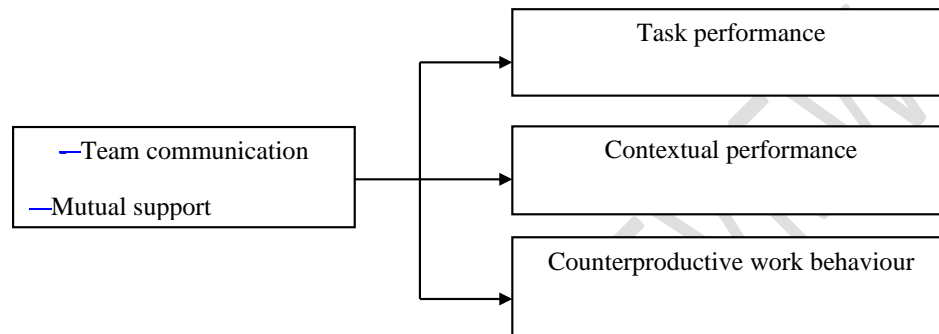 Task performance
—Team communication
Contextual performance
—Mutual support
Counterproductive work behaviour